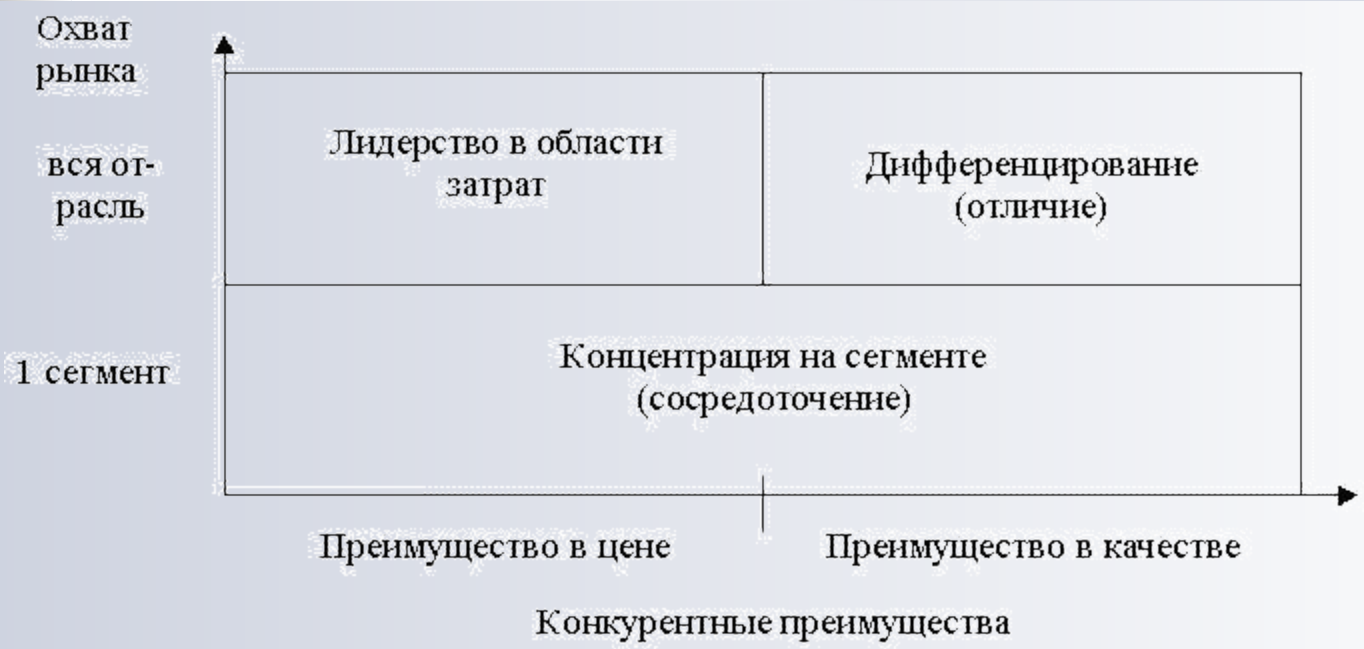 Охват
рынка
вся от-
расль
Лидерство в области
затрат
Дифференцирование
(отличие)
1 сегмент
Концентрация на сегменте
(сосредоточение)
Преимущество в цене
Преимущество в качестве
Конкурентные преимущества